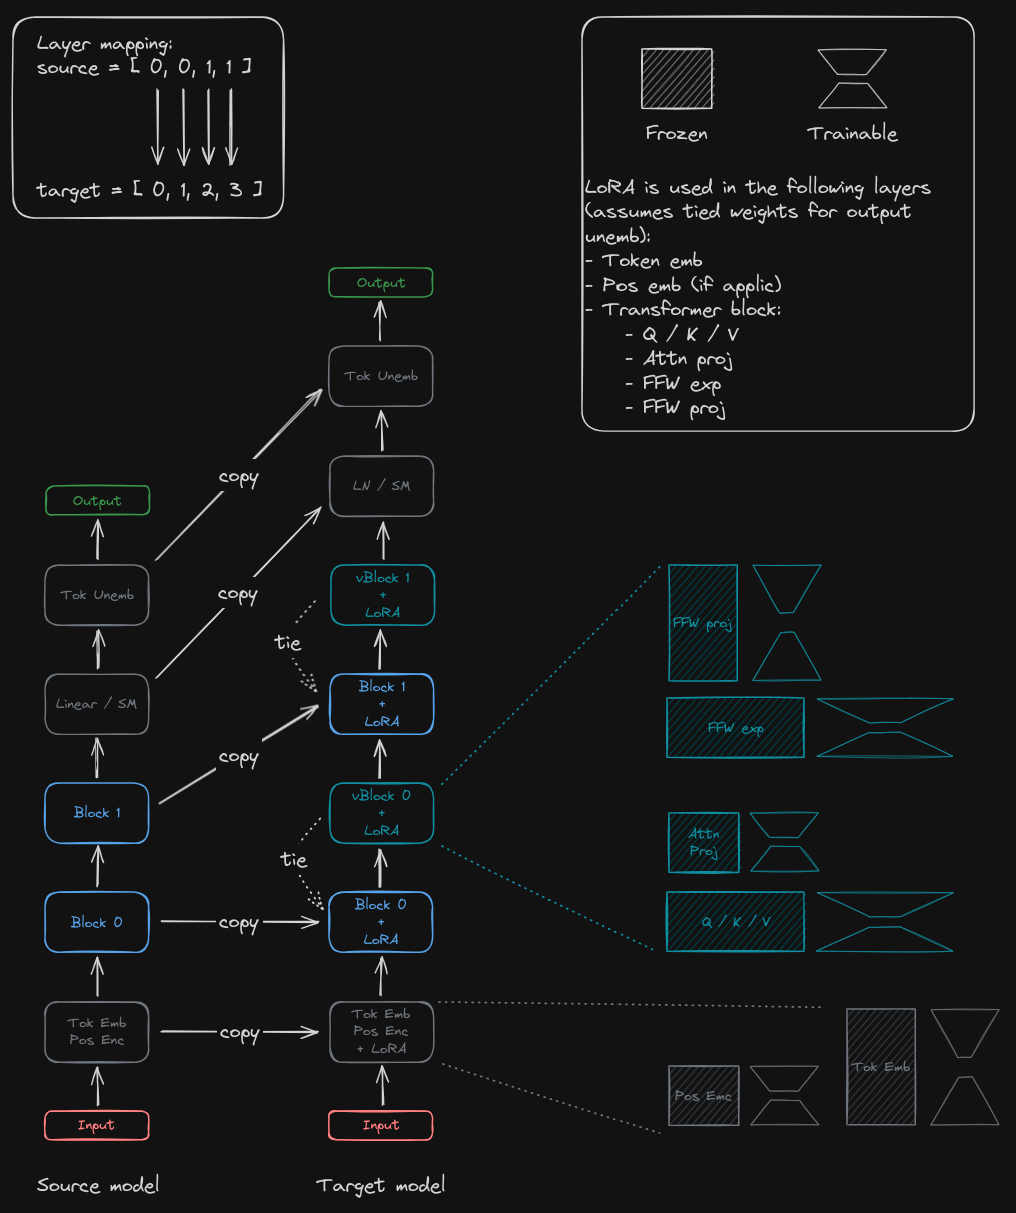 Layer mapping:
source = [ 0, 0, 1, 1 ]
target = [ 0, 1, 2, 3 ]
Frozen
Trainable
LoRA is used in the following layers
(assumes tied weights for output
unemb):
- Token emb
- Pos emb (if applic)
- Transformer block:
- Q / K / V
- Attn proj
- FFW exp
- FFW proj
Output
Tok Unemb
copy
LN / SM
Output
copy
Tok Unemb
vBlock 1
+
LoRA
tie
Linear / SM
Block 1
+
LoRA
copy
Block 1
vBlock 0
+
LoRA
tie
Block 0
copy
Block 0
+
LoRA
Tok Emb
Pos Enc
copy
Tok Emb
Pos Enc
+ LoRA
Input
Input
Source model
Target model
FFW proj
FFW exp
Attn
Proj
Q / K / V
Tok Emb
Pos Emc